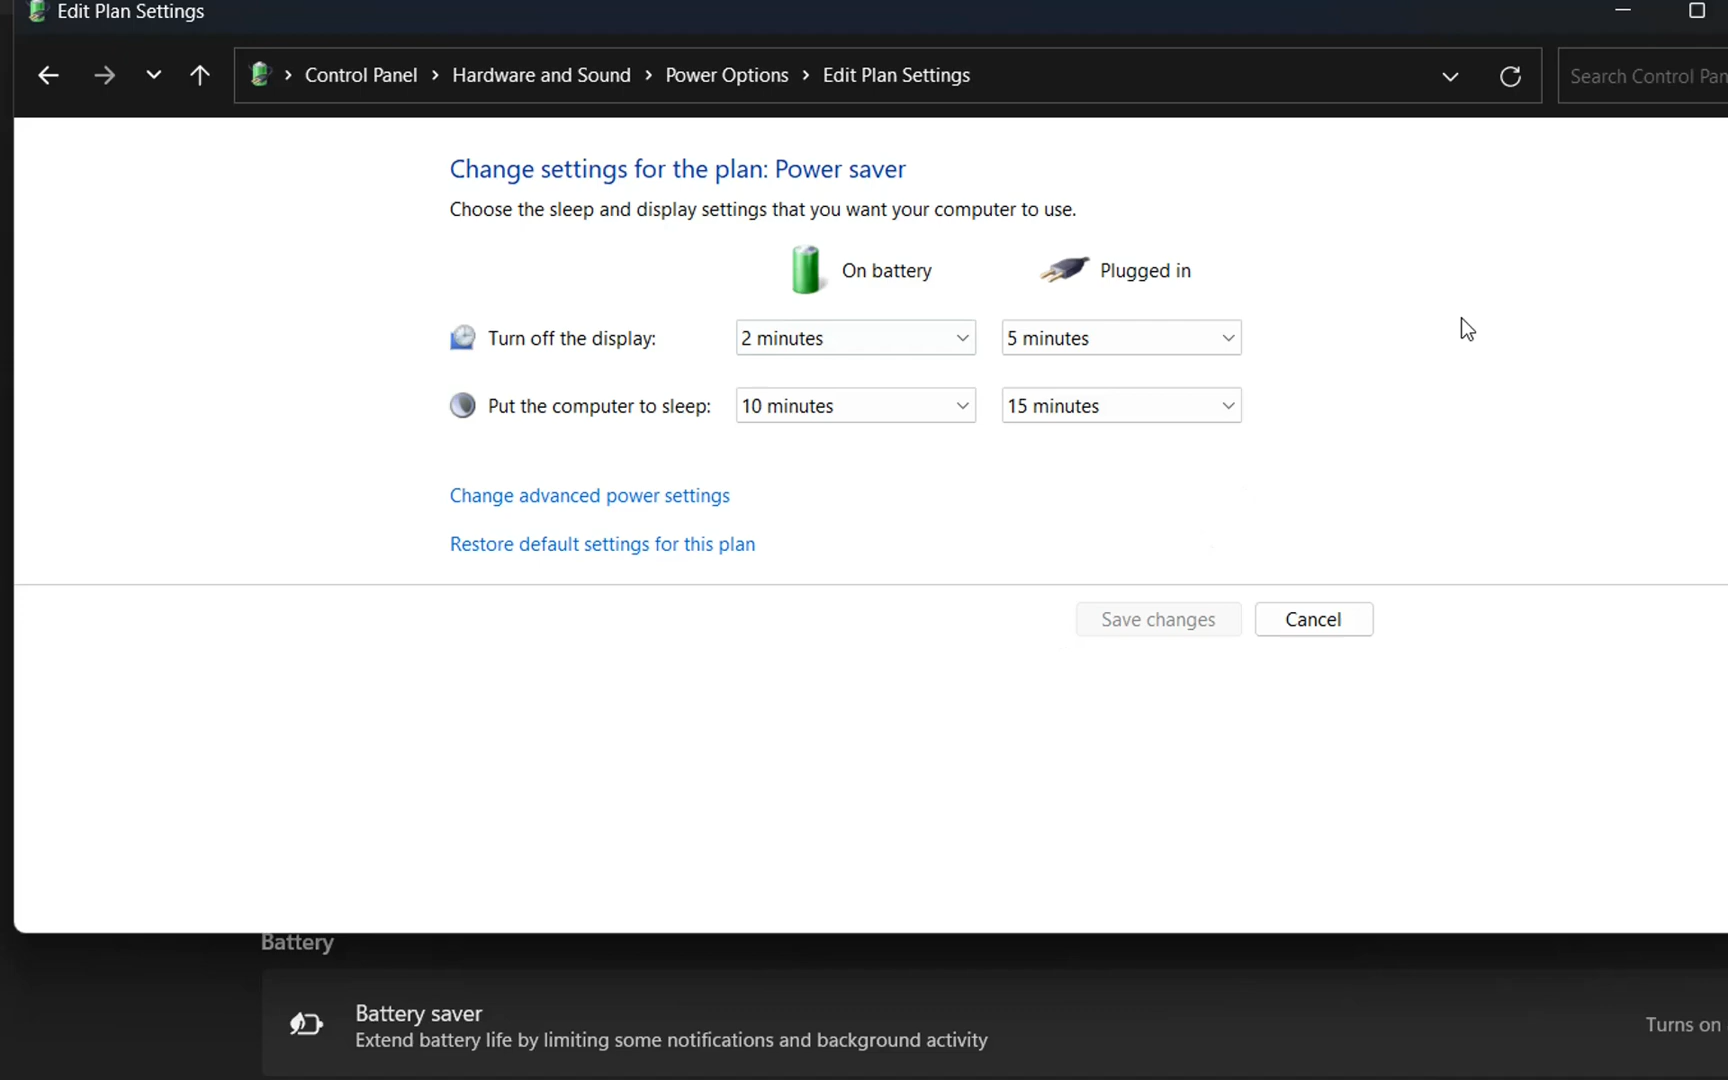 Edit Plan Settings
Control Panel > Hardware and Sound > Power Options > Edit Plan Settings
Search Control Pan
Change settings for the plan: Power saver
Choose the sleep and display settings that you want your computer to use.
On battery Plugged in
Turn off the display: 2 minutes 5 minutes
Put the computer to sleep: 10 minutes 15 minutes
Change advanced power settings
Restore default settings for this plan
Save changes Cancel
Battery
Battery saver
Extend battery life by limiting some notifications and background activity
Turns on